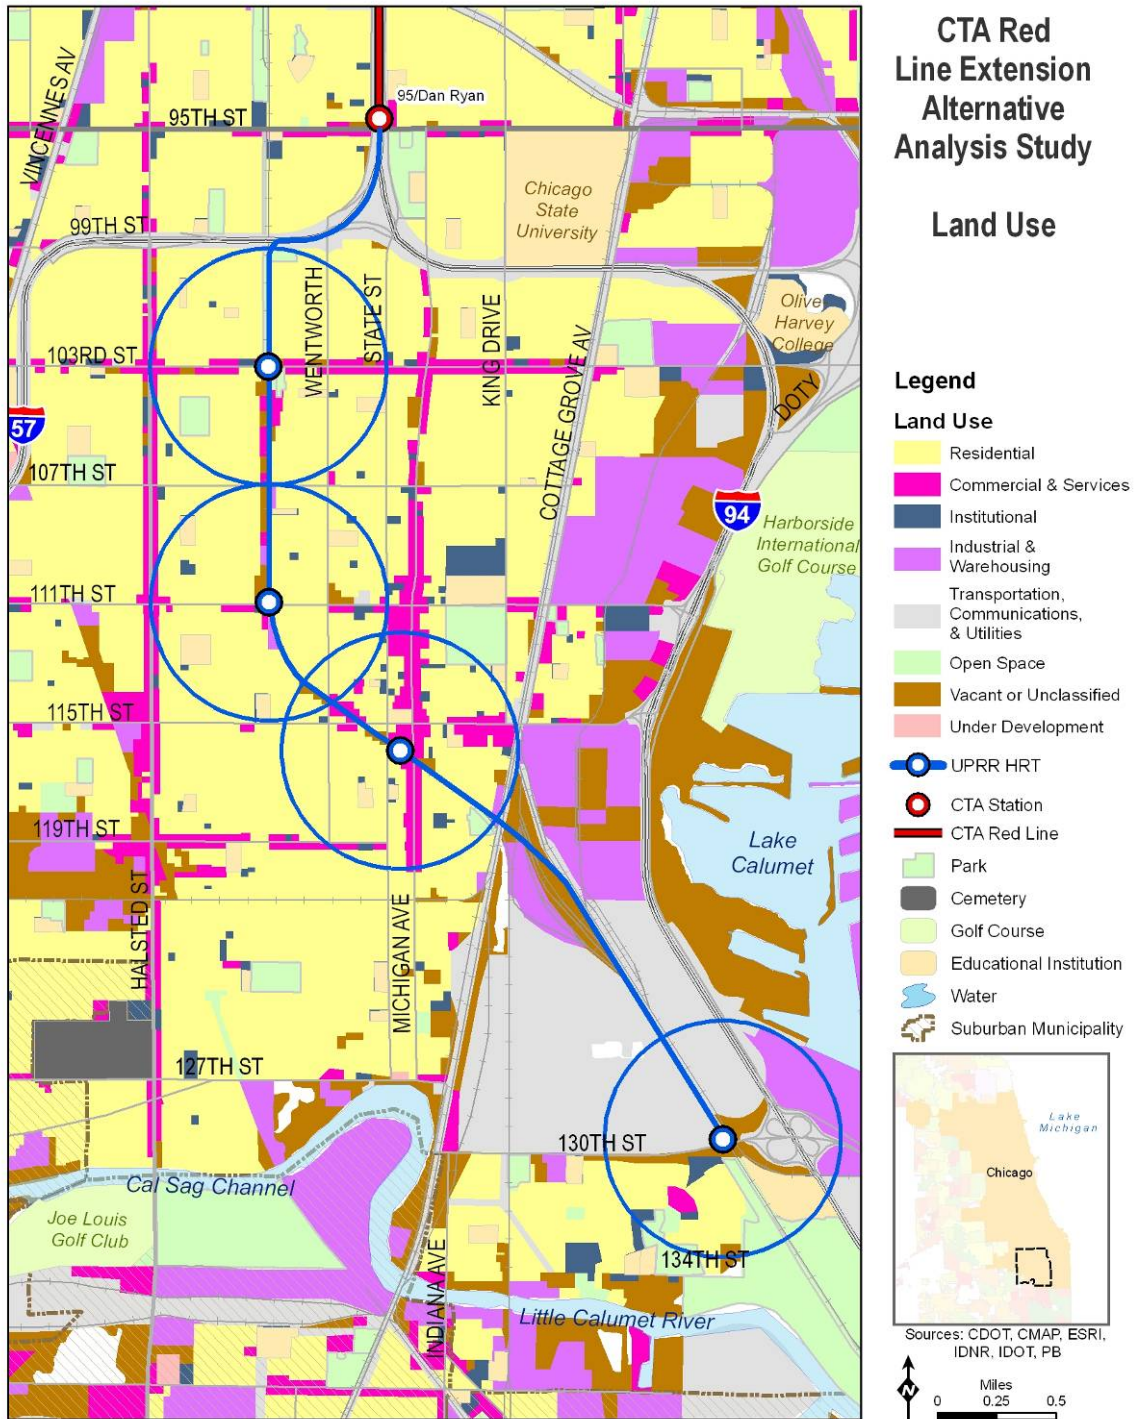 CTA Red
Line Extension
Alternative
Analysis Study
Land Use
VINCENNES AV
95TH ST
95/Dan Ryan
Chicago
State
University
99TH ST
WENTWORTH
STATE ST
KING DRIVE
COTTAGE GROVE AV
Olive
Harvey
College
103RD ST
DOTY
57
107TH ST
94
Harborside
International
Golf Course
111TH ST
115TH ST
119TH ST
Lake
Calumet
HALSTED ST
MICHIGAN AVE
127TH ST
130TH ST
Cal Sag Channel
Joe Louis
Golf Club
134TH ST
INDIANA AVE
Little Calumet River
Legend
Land Use
Residential
Commercial & Services
Institutional
Industrial &
Warehousing
Transportation,
Communications,
& Utilities
Open Space
Vacant or Unclassified
Under Development
UPRR HRT
CTA Station
CTA Red Line
Park
Cemetery
Golf Course
Educational Institution
Water
Suburban Municipality
Lake
Michigan
Chicago
Sources: CDOT, CMAP, ESRI,
IDNR, IDOT, PB
N
Miles
0 0.25 0.5